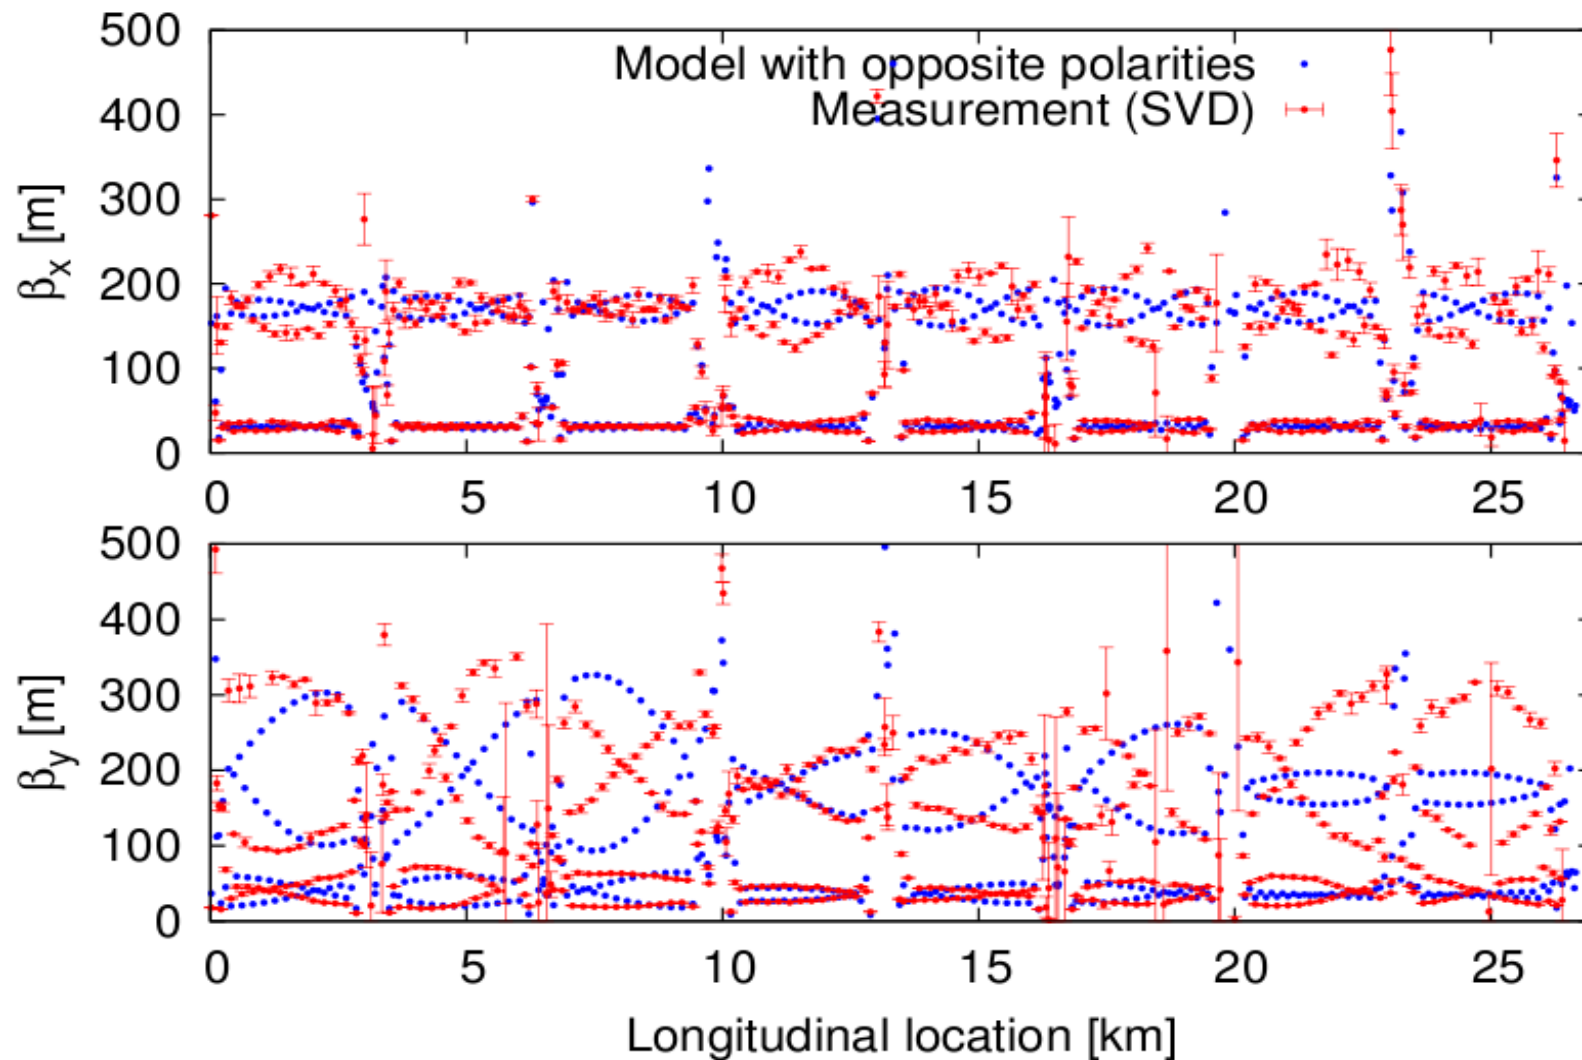 500
400
300
200
100
0
βx [m]
Model with opposite polarities
Measurement (SVD)
0 5 10 15 20 25
500
400
300
200
100
0
βy [m]
0 5 10 15 20 25
Longitudinal location [km]